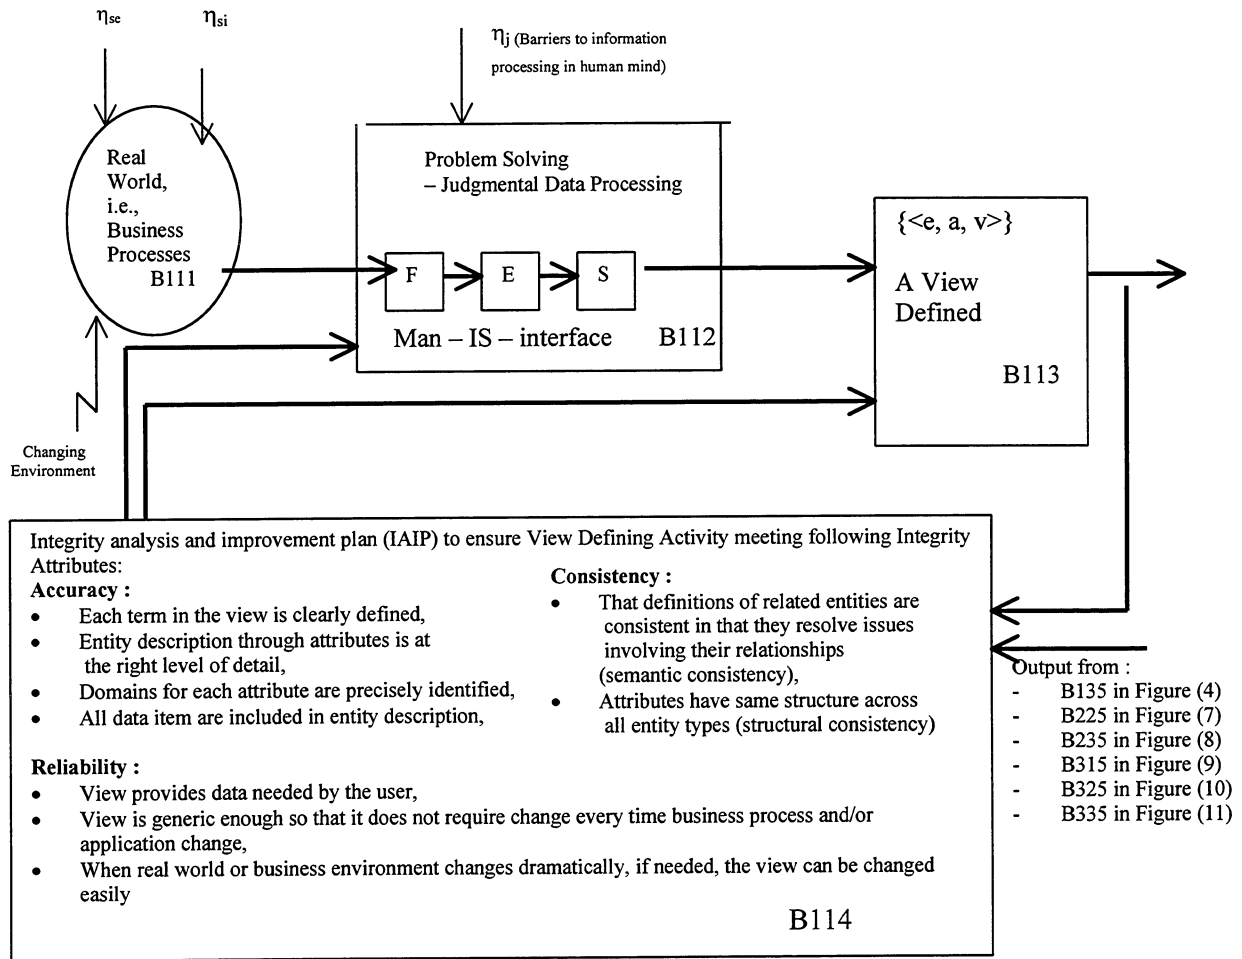 ηse
ηsi
ηj (Barriers to information
processing in human mind)
Real
World,
i.e.,
Business
Processes
B111
Problem Solving
– Judgmental Data Processing
F
E
S
Man – IS – interface
B112
{<e, a, v>}
A View
Defined
B113
Changing
Environment
Integrity analysis and improvement plan (IAIP) to ensure View Defining Activity meeting following Integrity
Attributes:
Accuracy :
• Each term in the view is clearly defined,
• Entity description through attributes is at
the right level of detail,
• Domains for each attribute are precisely identified,
• All data item are included in entity description,
Consistency :
• That definitions of related entities are
consistent in that they resolve issues
involving their relationships
(semantic consistency),
• Attributes have same structure across
all entity types (structural consistency)
Reliability :
• View provides data needed by the user,
• View is generic enough so that it does not require change every time business process and/or
application change,
• When real world or business environment changes dramatically, if needed, the view can be changed
easily
B114
Output from :
- B135 in Figure (4)
- B225 in Figure (7)
- B235 in Figure (8)
- B315 in Figure (9)
- B325 in Figure (10)
- B335 in Figure (11)